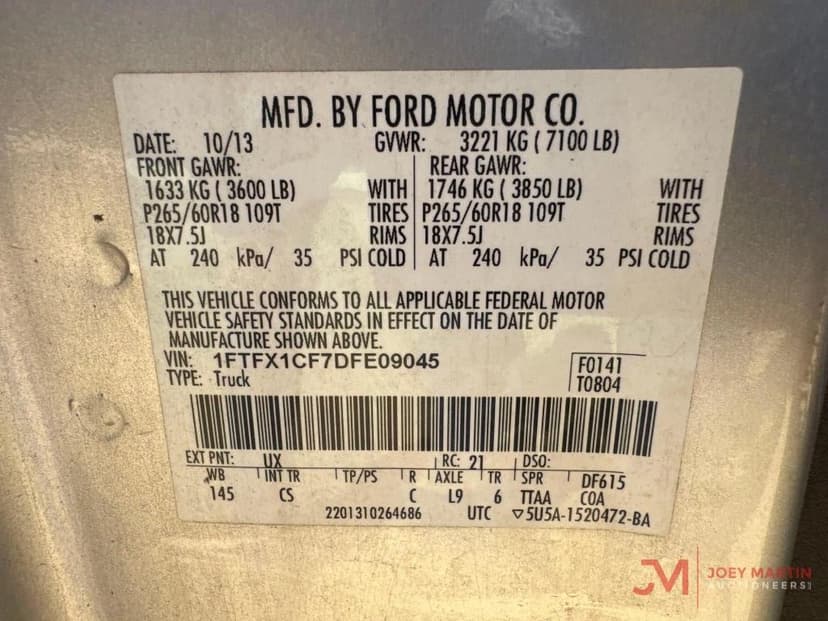 MFD. BY FORD MOTOR CO.
DATE: 10/13 GVWR: 3221 KG ( 7100 LB)
FRONT GAWR: REAR GAWR:
1633 KG ( 3600 LB) WITH 1746 KG ( 3850 LB) WITH
P265/60R18 109T TIRES P265/60R18 109T TIRES
18X7.5J RIMS 18X7.5J RIMS
AT 240 kPa/ 35 PSI COLD AT 240 kPa/ 35 PSI COLD
THIS VEHICLE CONFORMS TO ALL APPLICABLE FEDERAL MOTOR
VEHICLE SAFETY STANDARDS IN EFFECT ON THE DATE OF
MANUFACTURE SHOWN ABOVE.
VIN: 1FTFX1CF7DFE09045 F0141
TYPE: Truck T0804
EXT PNT: UX RC: 21 DSO:
WB INT TR TP/PS R AXLE TR SPR DF615
145 CS C L9 6 TTAA COA
2201310264686 UTC ▽5U5A-1520472-BA
JM JOEY MARTIN
AUCTIONEERS